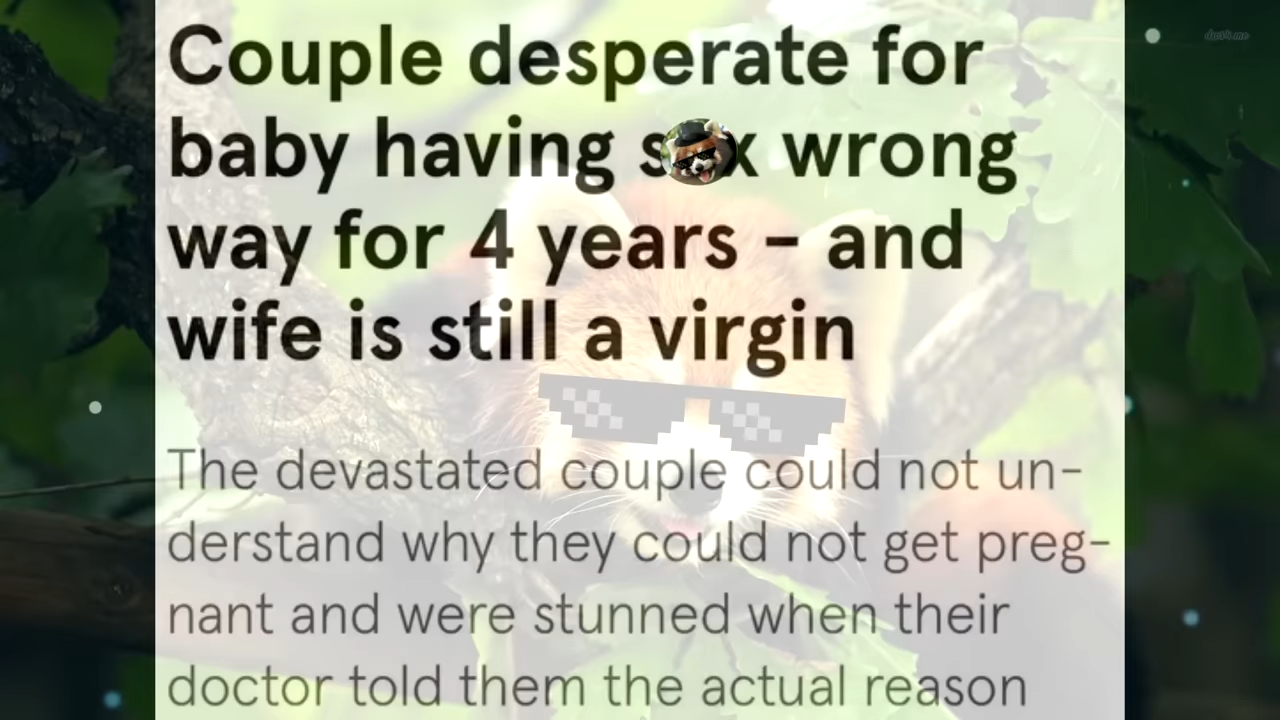 Couple desperate for
baby having s x wrong
way for 4 years – and
wife is still a virgin
The devastated couple could not un-
derstand why they could not get preg-
nant and were stunned when their
doctor told them the actual reason